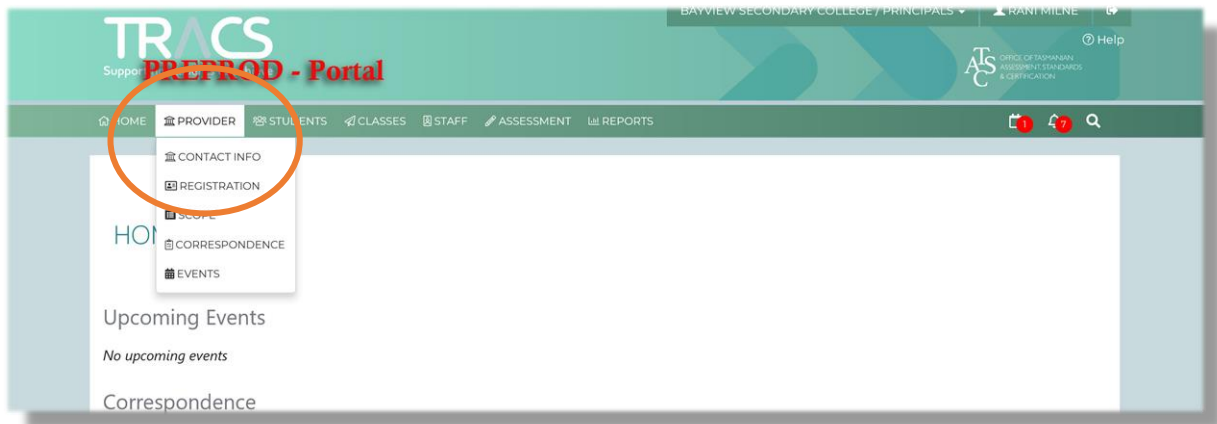 BAYVIEW SECONDARY COLLEGE / PRINCIPALS RANI MILNE
TRACS
Help
PREPROD - Portal
OFFICE OF TASMANIAN
ASSESSMENT STANDARDS
& CERTIFICATION
HOME PROVIDER STUDENTS CLASSES STAFF ASSESSMENT REPORTS 1 7
CONTACT INFO
REGISTRATION
SCOPE
HOM
CORRESPONDENCE
EVENTS
Upcoming Events
No upcoming events
Correspondence